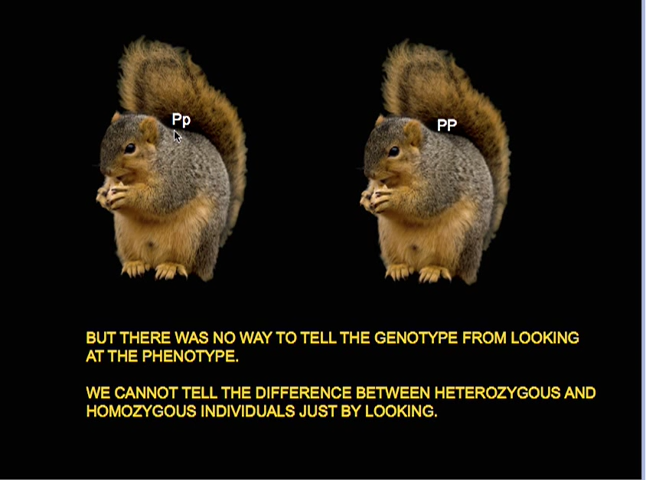 Pp
PP
BUT THERE WAS NO WAY TO TELL THE GENOTYPE FROM LOOKING
AT THE PHENOTYPE.
WE CANNOT TELL THE DIFFERENCE BETWEEN HETEROZYGOUS AND
HOMOZYGOUS INDIVIDUALS JUST BY LOOKING.